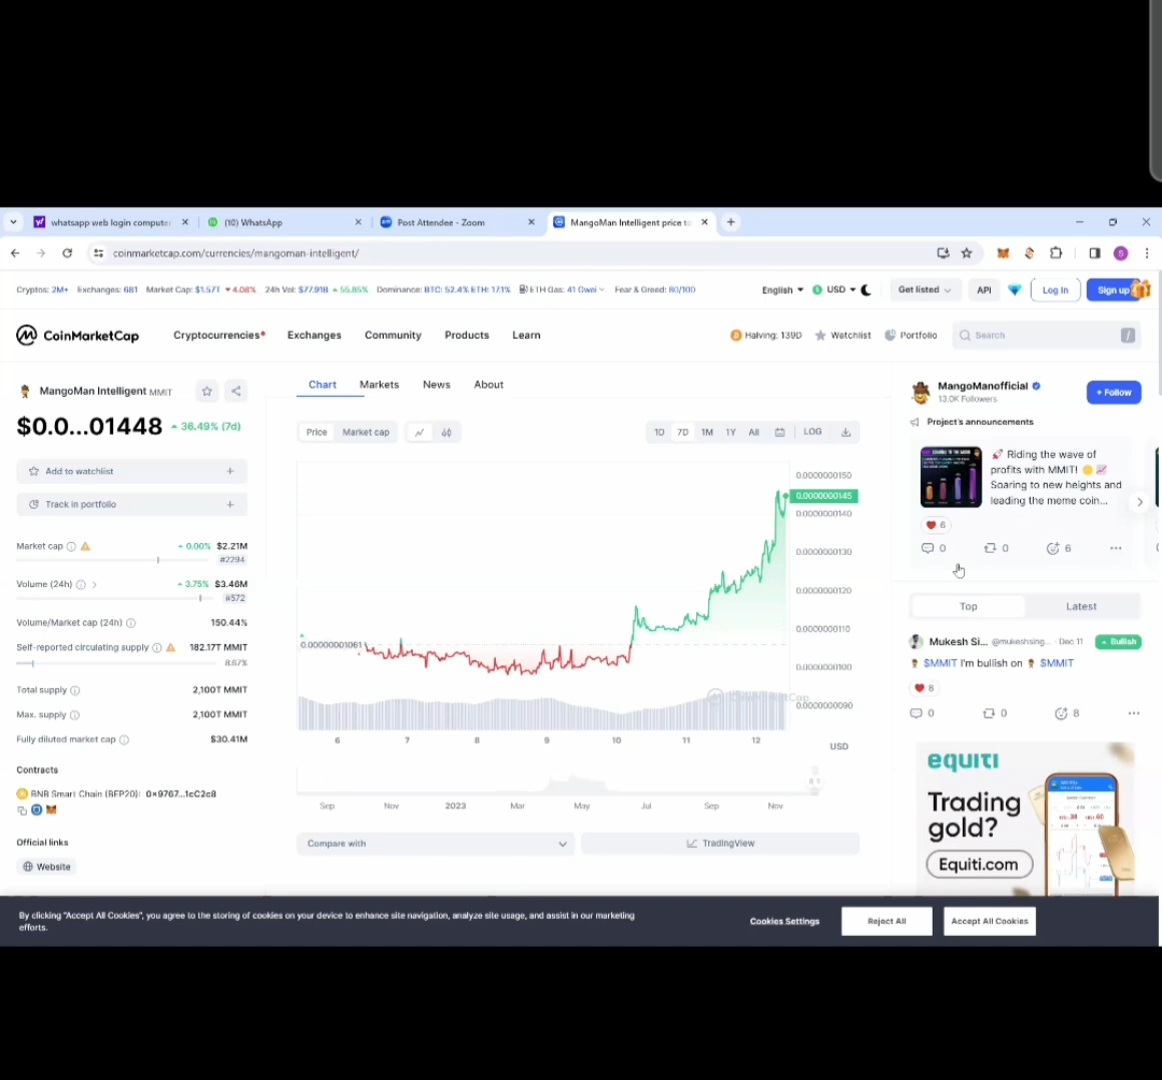 whatsapp web login compute
(10) WhatsApp
Post Attendee - Zoom
MangoMan Intelligent price to
coinmarketcap.com/currencies/mangoman-intelligent/
Cryptos: 2M+ Exchanges: 681 Market Cap: $1.57T 4.08% 24h Vol: $77.91B 55.85% Dominance: BTC: 52.4% ETH: 17.1% ETH Gas: 41 Gwei Fear & Greed: 80/100
English USD Get listed API Log In Sign up
CoinMarketCap Cryptocurrencies Exchanges Community Products Learn
Halving: 139D Watchlist Portfolio Search /
MangoMan Intelligent MMIT
$0.0...01448 36.49% (7d)
Add to watchlist +
Track in portfolio +
Market cap 0.00% $2.21M
#2294
Volume (24h) 3.75% $3.46M
#572
Volume/Market cap (24h) 150.44%
Self-reported circulating supply 182.17T MMIT
8.67%
Total supply 2,100T MMIT
Max. supply 2,100T MMIT
Fully diluted market cap $30.41M
Contracts
BNB Smart Chain (BEP20): 0x9767...1cC2c8
Official links
Website
Chart Markets News About
Price Market cap
1D 7D 1M 1Y All LOG
0.0000000150
0.0000000145
0.0000000140
0.0000000130
0.0000000120
0.0000000110
0.00000001061
0.0000000100
0.0000000090
CoinMarketCap
6 7 8 9 10 11 12
USD
Sep Nov 2023 Mar May Jul Sep Nov
Compare with
TradingView
MangoManofficial
13.0K Followers
+ Follow
Project's announcements
🚀 Riding the wave of
profits with MMIT! 🟡 📈
Soaring to new heights and
leading the meme coin...
6
0 0 6 ...
Top Latest
Mukesh Si... @mukeshsing... · Dec 11 Bullish
$MMIT I'm bullish on $MMIT
8
0 0 8 ...
equiti
Trading
gold?
Equiti.com
By clicking "Accept All Cookies", you agree to the storing of cookies on your device to enhance site navigation, analyze site usage, and assist in our marketing
efforts.
Cookies Settings
Reject All
Accept All Cookies